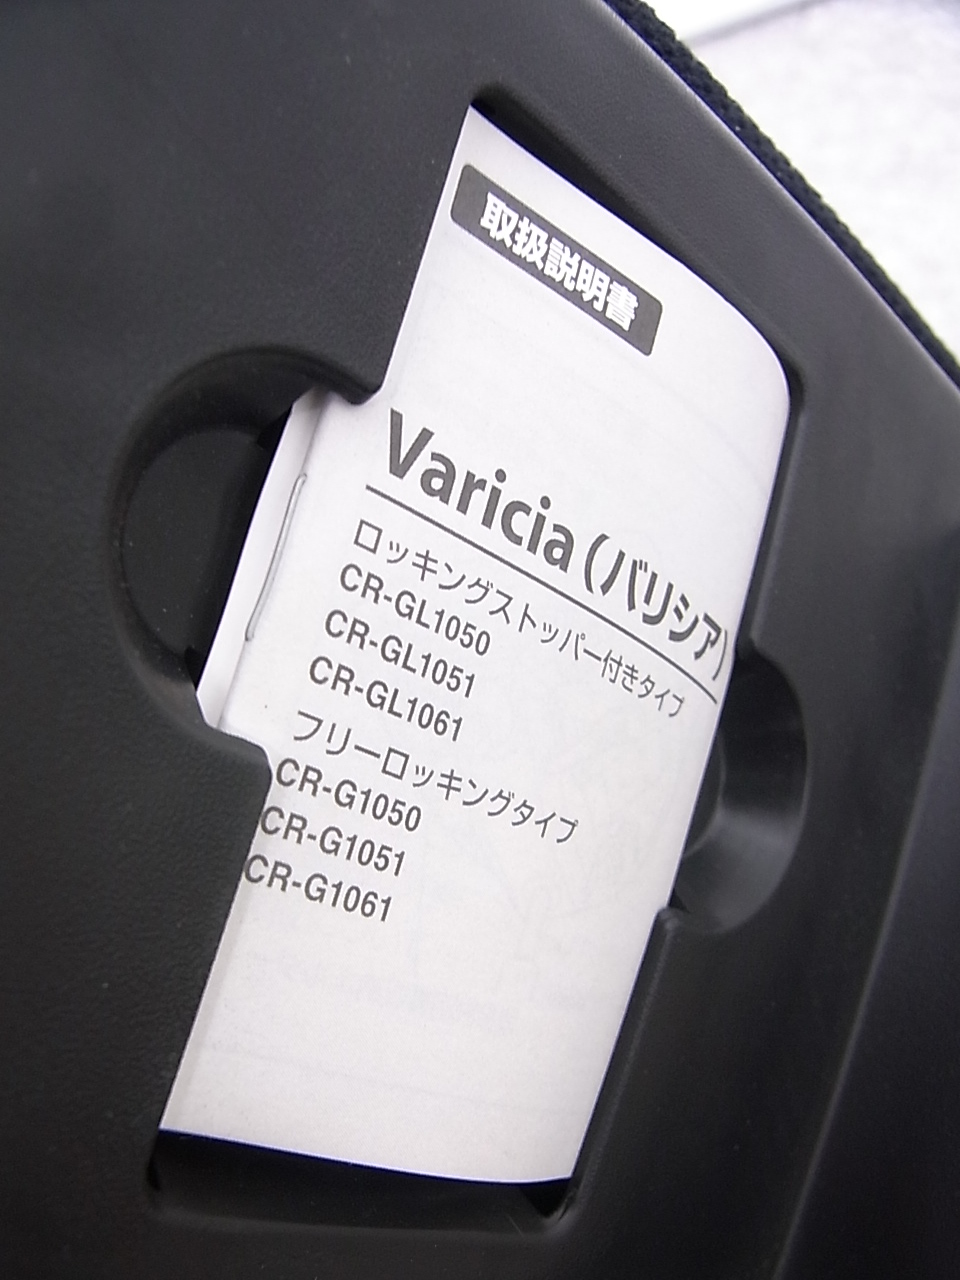 取扱説明書
Varicia(バリシア)
ロッキングストッパー付きタイプ
CR-GL1050
CR-GL1051
CR-GL1061
フリーロッキングタイプ
CR-G1050
CR-G1051
CR-G1061